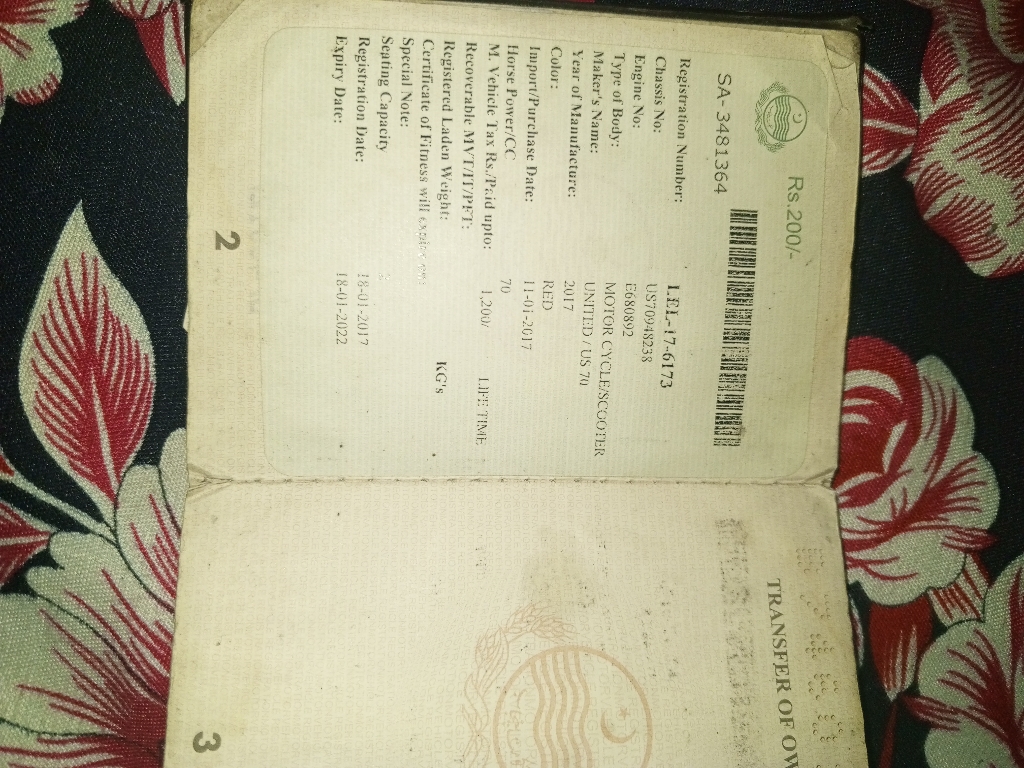 Rs.200/-
SA-3481364
Registration Number: LEL-17-6173
Chassis No: US70948238
Engine No: E680892
Type of Body: MOTOR CYCLE/SCOOTER
Maker's Name: UNITED / US 70
Year of Manufacture: 2017
Color: RED
Import/Purchase Date: 11-01-2017
Horse Power/CC 70
M. Vehicle Tax Rs./Paid upto: 1,200/ LIFE TIME
Recoverable MVT/IT/PFT:
Registered Laden Weight: KG's
Certificate of Fitness will expire on:
Special Note:
Seating Capacity
Registration Date: 18-01-2017
Expiry Date: 18-01-2022
2
TRANSFER OF OW
3